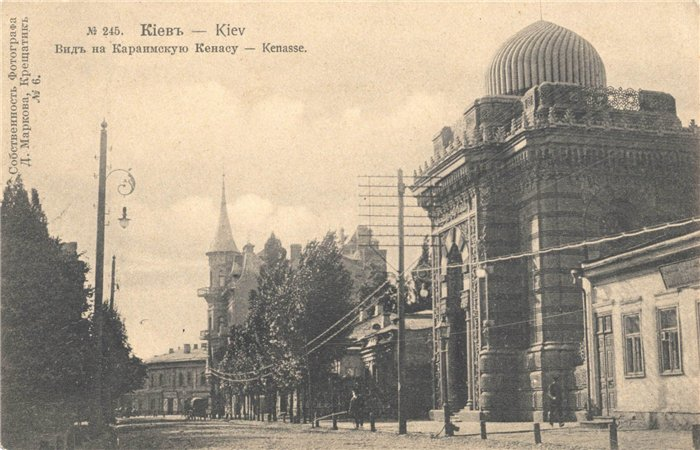 № 245. Кіевъ — Kiev
Видъ на Караимскую Кенасу — Kenasse.
Собственность Фотографа
Д. Маркова, Крещатикъ
№ 6.